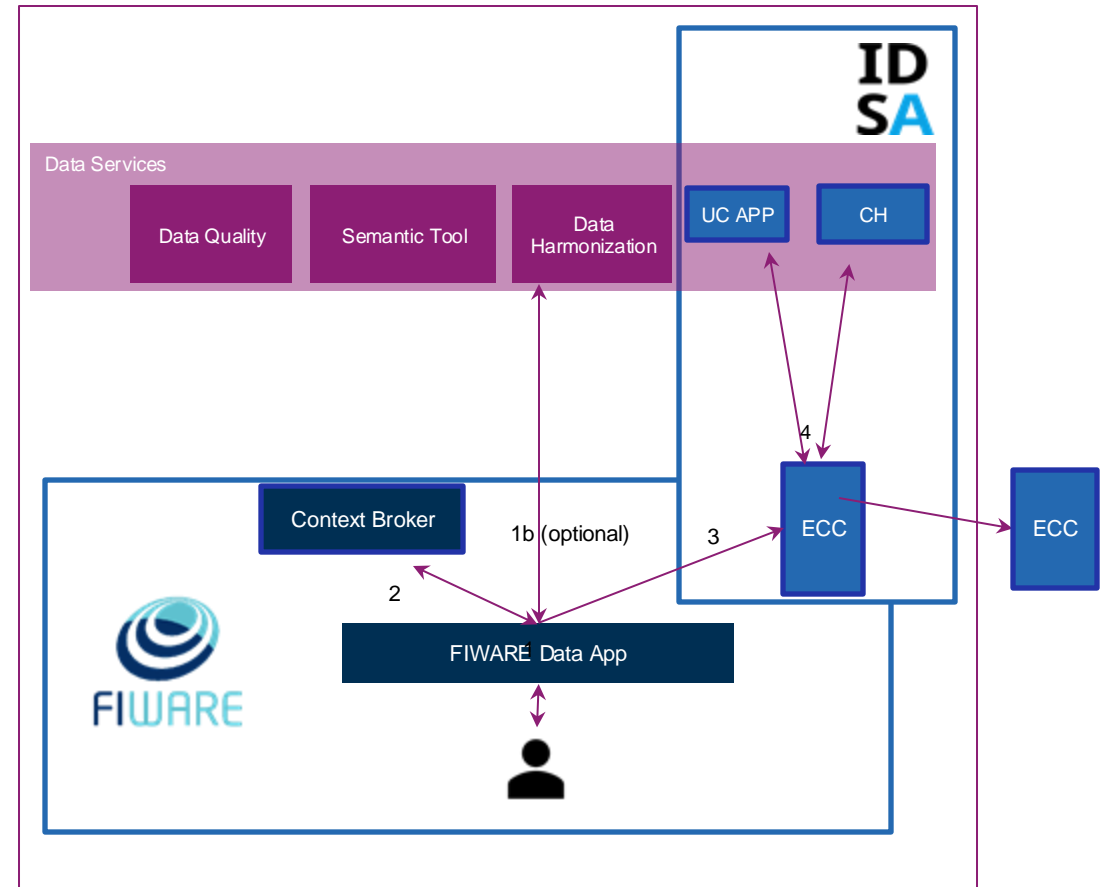 ID
SA
Data Services
Data Quality
Semantic Tool
Data
Harmonization
UC APP
CH
4
Context Broker
1b (optional)
3
ECC
ECC
2
FIWARE Data App
FIWARE